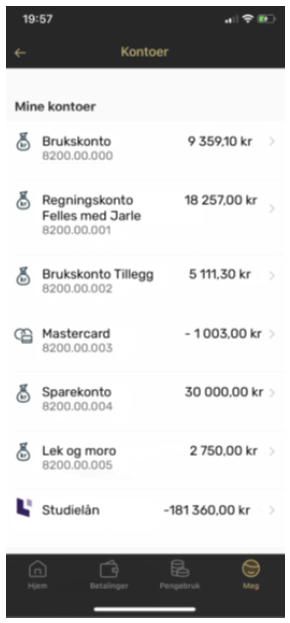 19:57
Kontoer
Mine kontoer
Brukskonto 9 359,10 kr
8200.00.000
Regningskonto 18 257,00 kr
Felles med Jarle
8200.00.001
Brukskonto Tillegg 5 111,30 kr
8200.00.002
Mastercard - 1 003,00 kr
8200.00.003
Sparekonto 30 000,00 kr
8200.00.004
Lek og moro 2 750,00 kr
8200.00.005
Studielån -181 360,00 kr
Hjem Betalinger Pengebruk Meg